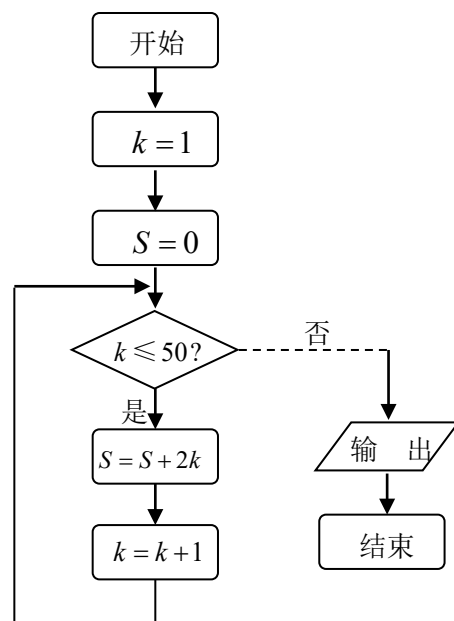 开始
k = 1
S = 0
k ≤ 50?
否
是
S = S + 2k
输 出
k = k + 1
结束